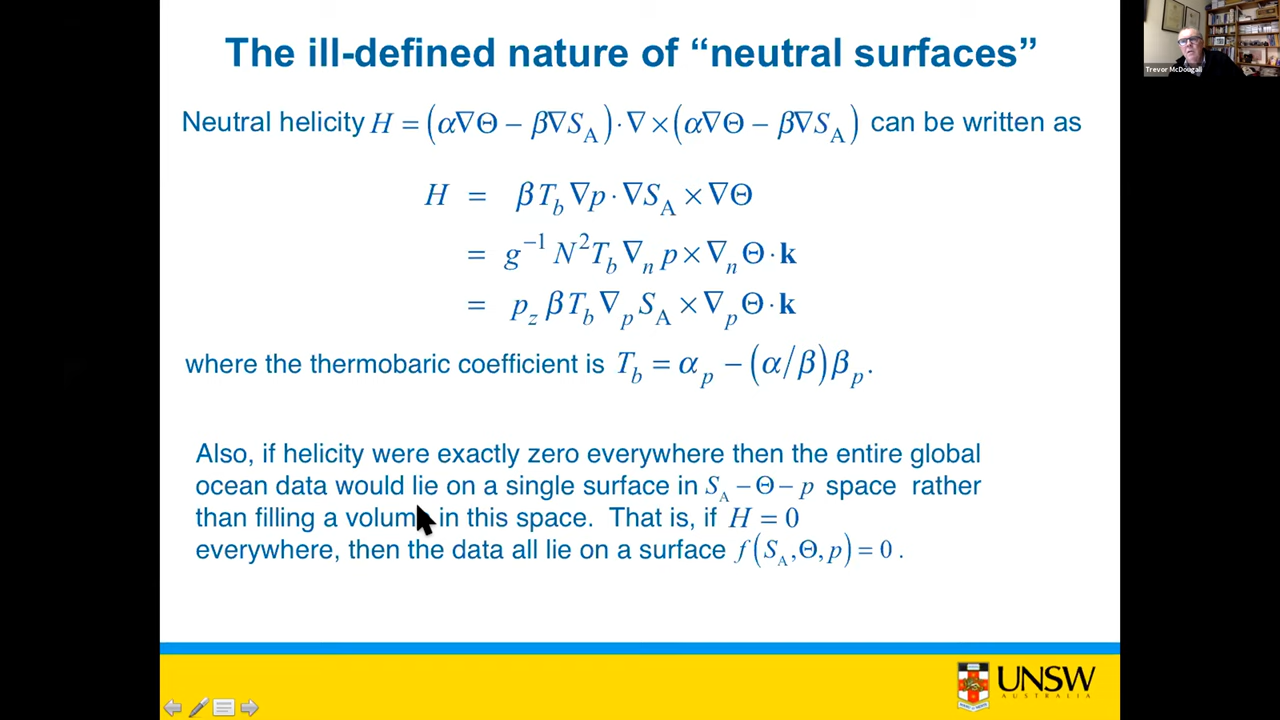 The ill-defined nature of “neutral surfaces”
Trevor McDougall
Neutral helicity H = (α∇Θ − β∇S_A) · ∇ × (α∇Θ − β∇S_A) can be written as
H = β T_b ∇p · ∇S_A × ∇Θ
= g⁻¹ N² T_b ∇_n p × ∇_n Θ · k
= p_z β T_b ∇_p S_A × ∇_p Θ · k
where the thermobaric coefficient is T_b = α_p − (α/β) β_p.
Also, if helicity were exactly zero everywhere then the entire global
ocean data would lie on a single surface in S_A − Θ − p space rather
than filling a volume in this space. That is, if H = 0
everywhere, then the data all lie on a surface f(S_A, Θ, p) = 0 .
UNSW
AUSTRALIA